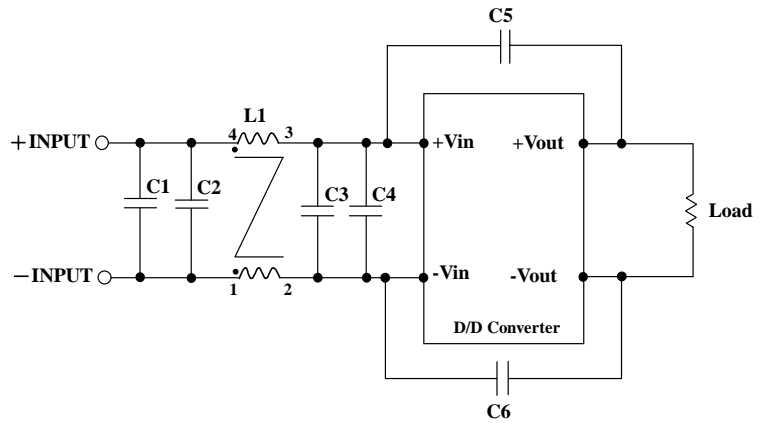 C5
L1
4 3
+INPUT
+Vin
+Vout
C1
C2
C3
C4
Load
−INPUT
-Vin
-Vout
1
2
D/D Converter
C6